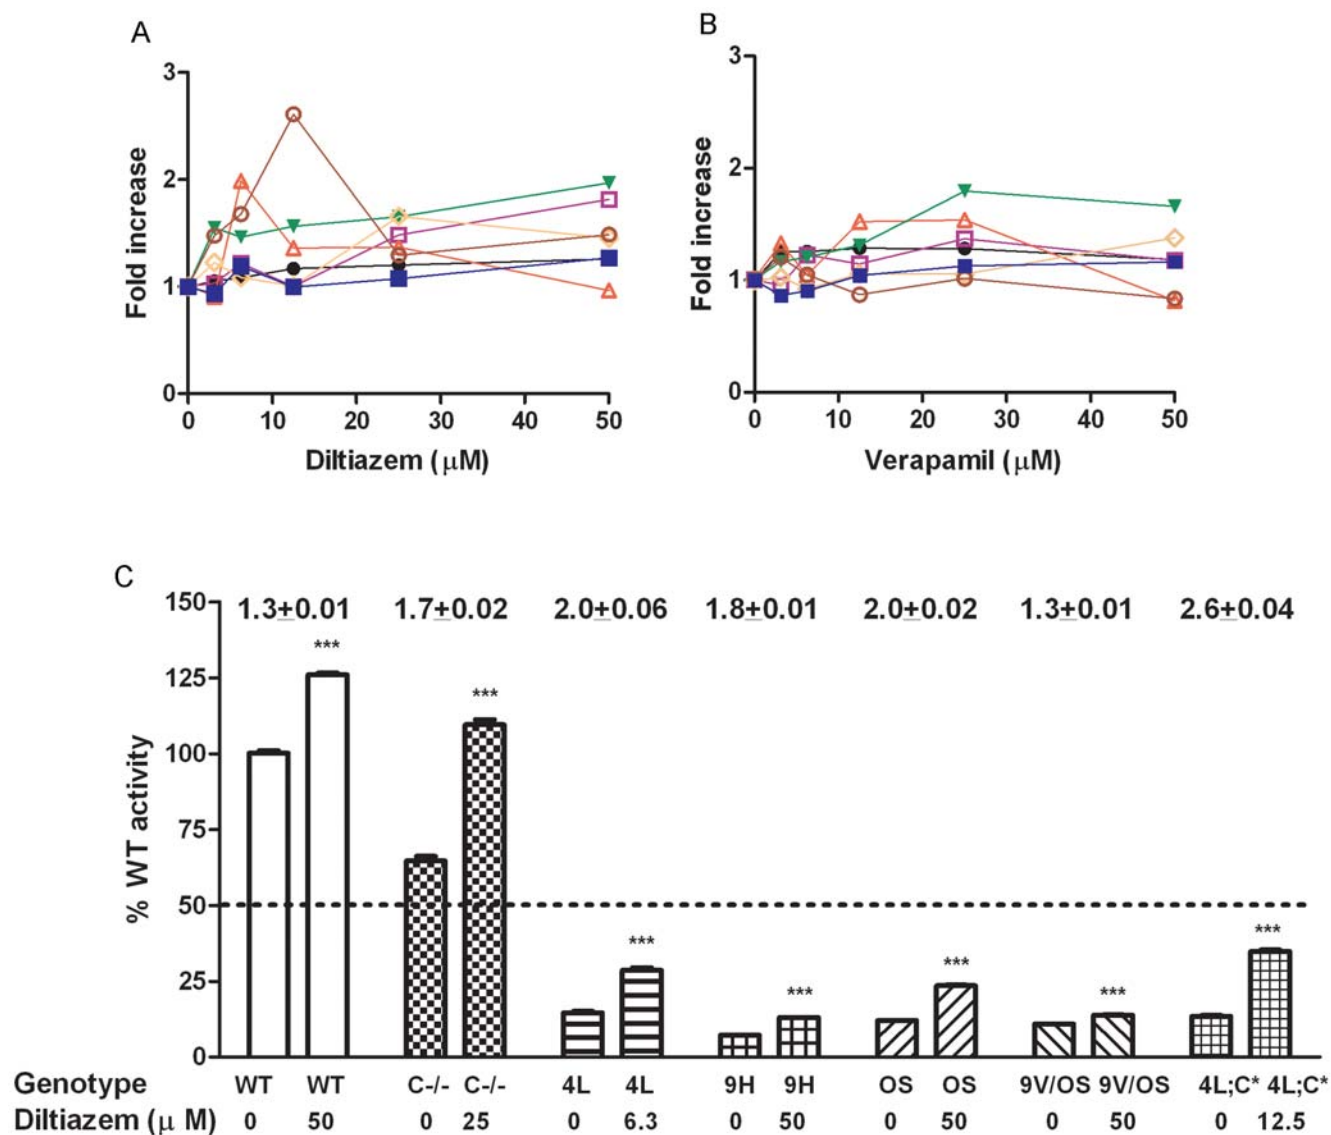 A
3
2
1
0
Fold increase
0 10 20 30 40 50
Diltiazem (μM)
B
3
2
1
0
Fold increase
0 10 20 30 40 50
Verapamil (μM)
C
1.3±0.01 1.7±0.02 2.0±0.06 1.8±0.01 2.0±0.02 1.3±0.01 2.6±0.04
150
125
100
75
50
25
0
% WT activity
*** *** *** *** *** *** ***
Genotype WT WT C-/- C-/- 4L 4L 9H 9H OS OS 9V/OS 9V/OS 4L;C* 4L;C*
Diltiazem (μ M) 0 50 0 25 0 6.3 0 50 0 50 0 50 0 12.5